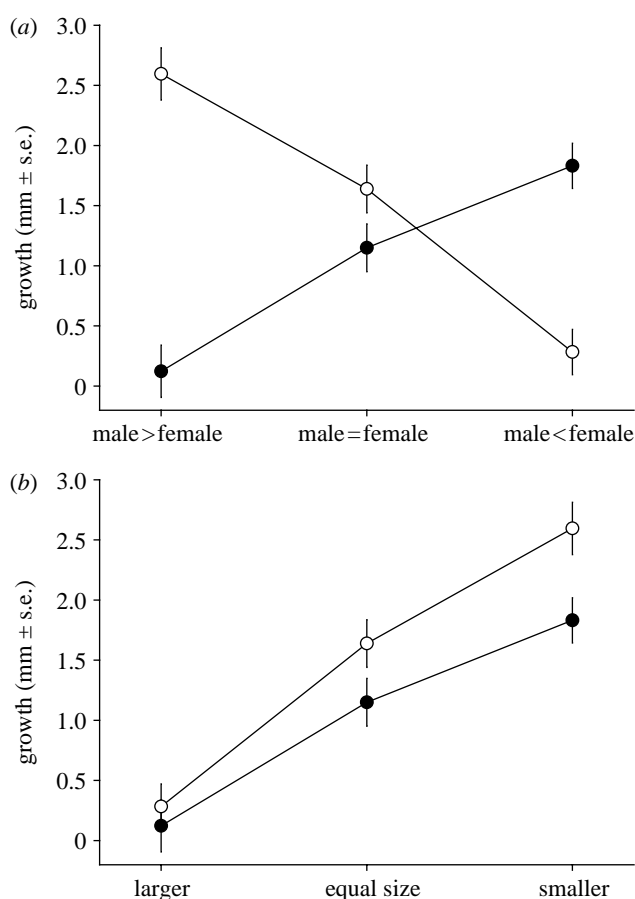 (a)
3.0
2.5
2.0
1.5
1.0
0.5
0
growth (mm ± s.e.)
male>female male=female male<female
(b)
3.0
2.5
2.0
1.5
1.0
0.5
0
growth (mm ± s.e.)
larger equal size smaller